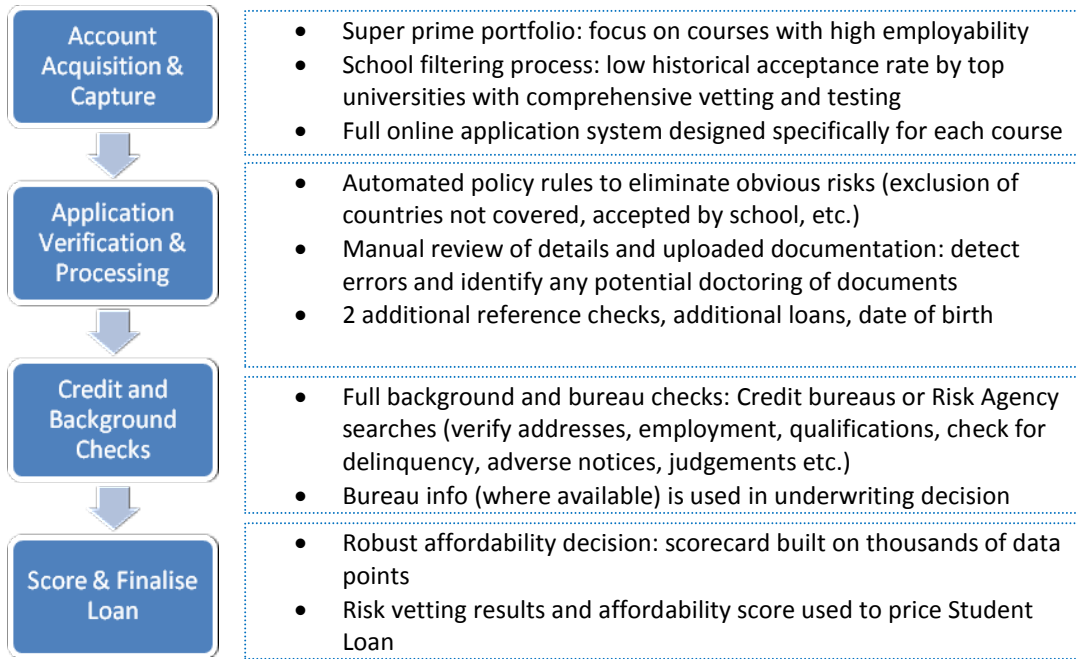 Account
Acquisition &
Capture
• Super prime portfolio: focus on courses with high employability
• School filtering process: low historical acceptance rate by top
universities with comprehensive vetting and testing
• Full online application system designed specifically for each course
Application
Verification &
Processing
• Automated policy rules to eliminate obvious risks (exclusion of
countries not covered, accepted by school, etc.)
• Manual review of details and uploaded documentation: detect
errors and identify any potential doctoring of documents
• 2 additional reference checks, additional loans, date of birth
Credit and
Background
Checks
• Full background and bureau checks: Credit bureaus or Risk Agency
searches (verify addresses, employment, qualifications, check for
delinquency, adverse notices, judgements etc.)
• Bureau info (where available) is used in underwriting decision
Score & Finalise
Loan
• Robust affordability decision: scorecard built on thousands of data
points
• Risk vetting results and affordability score used to price Student
Loan